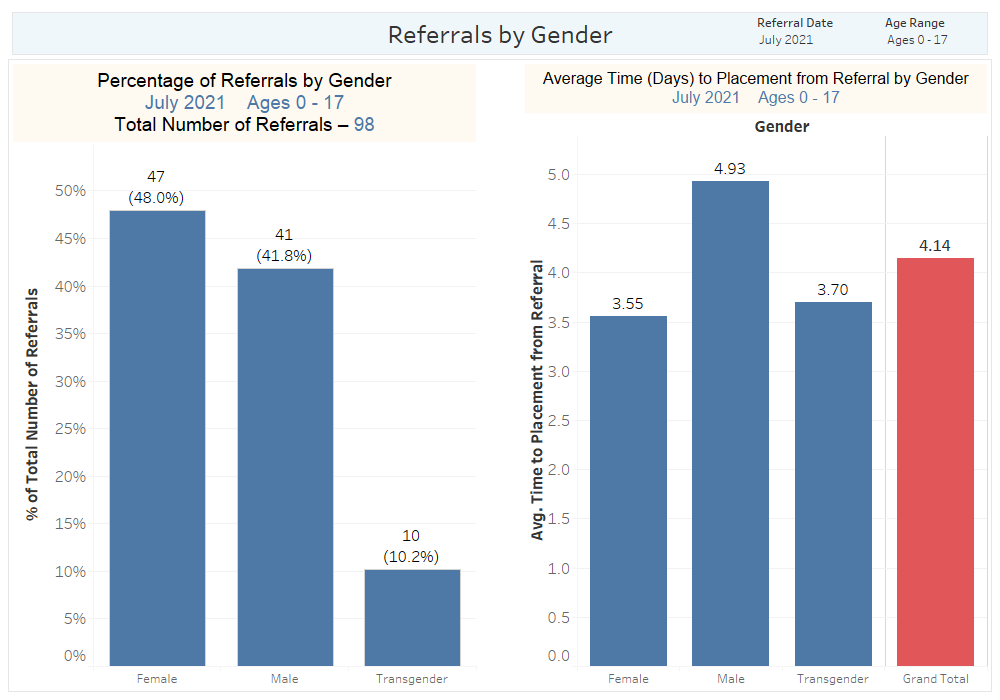 Referrals by Gender
Referral Date
July 2021
Age Range
Ages 0 - 17
Percentage of Referrals by Gender
July 2021 Ages 0 - 17
Total Number of Referrals – 98
% of Total Number of Referrals
50%
45%
40%
35%
30%
25%
20%
15%
10%
5%
0%
47
(48.0%)
41
(41.8%)
10
(10.2%)
Female
Male
Transgender
Average Time (Days) to Placement from Referral by Gender
July 2021 Ages 0 - 17
Gender
Avg. Time to Placement from Referral
5.0
4.5
4.0
3.5
3.0
2.5
2.0
1.5
1.0
0.5
0.0
3.55
4.93
3.70
4.14
Female
Male
Transgender
Grand Total